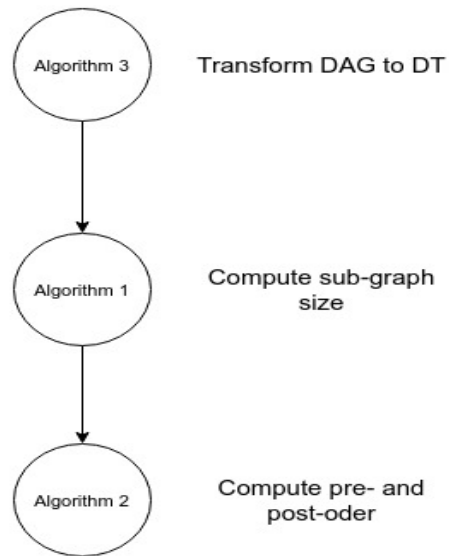 Algorithm 3
Transform DAG to DT
Algorithm 1
Compute sub-graph
size
Algorithm 2
Compute pre- and
post-oder